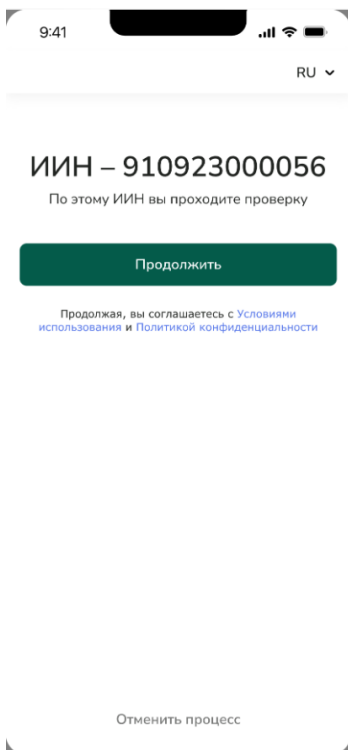 9:41
RU
ИИН – 910923000056
По этому ИИН вы проходите проверку
Продолжить
Продолжая, вы соглашаетесь с Условиями
использования и Политикой конфиденциальности
Отменить процесс